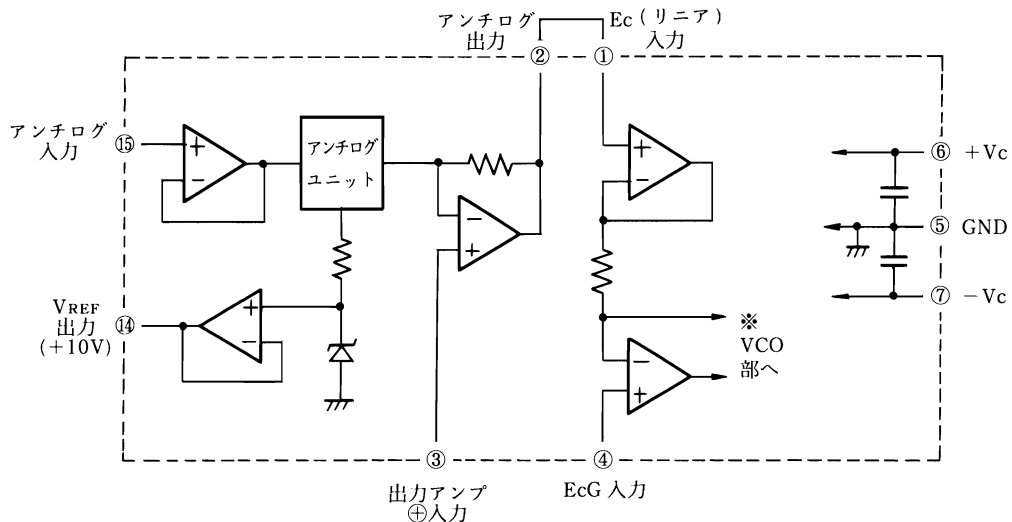 アンチログ
出力
②
Ec(リニア)
入力
①
アンチログ
入力
⑮
+
−
アンチログ
ユニット
−
+
+
−
⑥ +Vc
⑤ GND
⑦ −Vc
VREF
出力
(+10V)
⑭
+
−
※
VCO
部へ
−
+
③
出力アンプ
⊕入力
④
EcG 入力